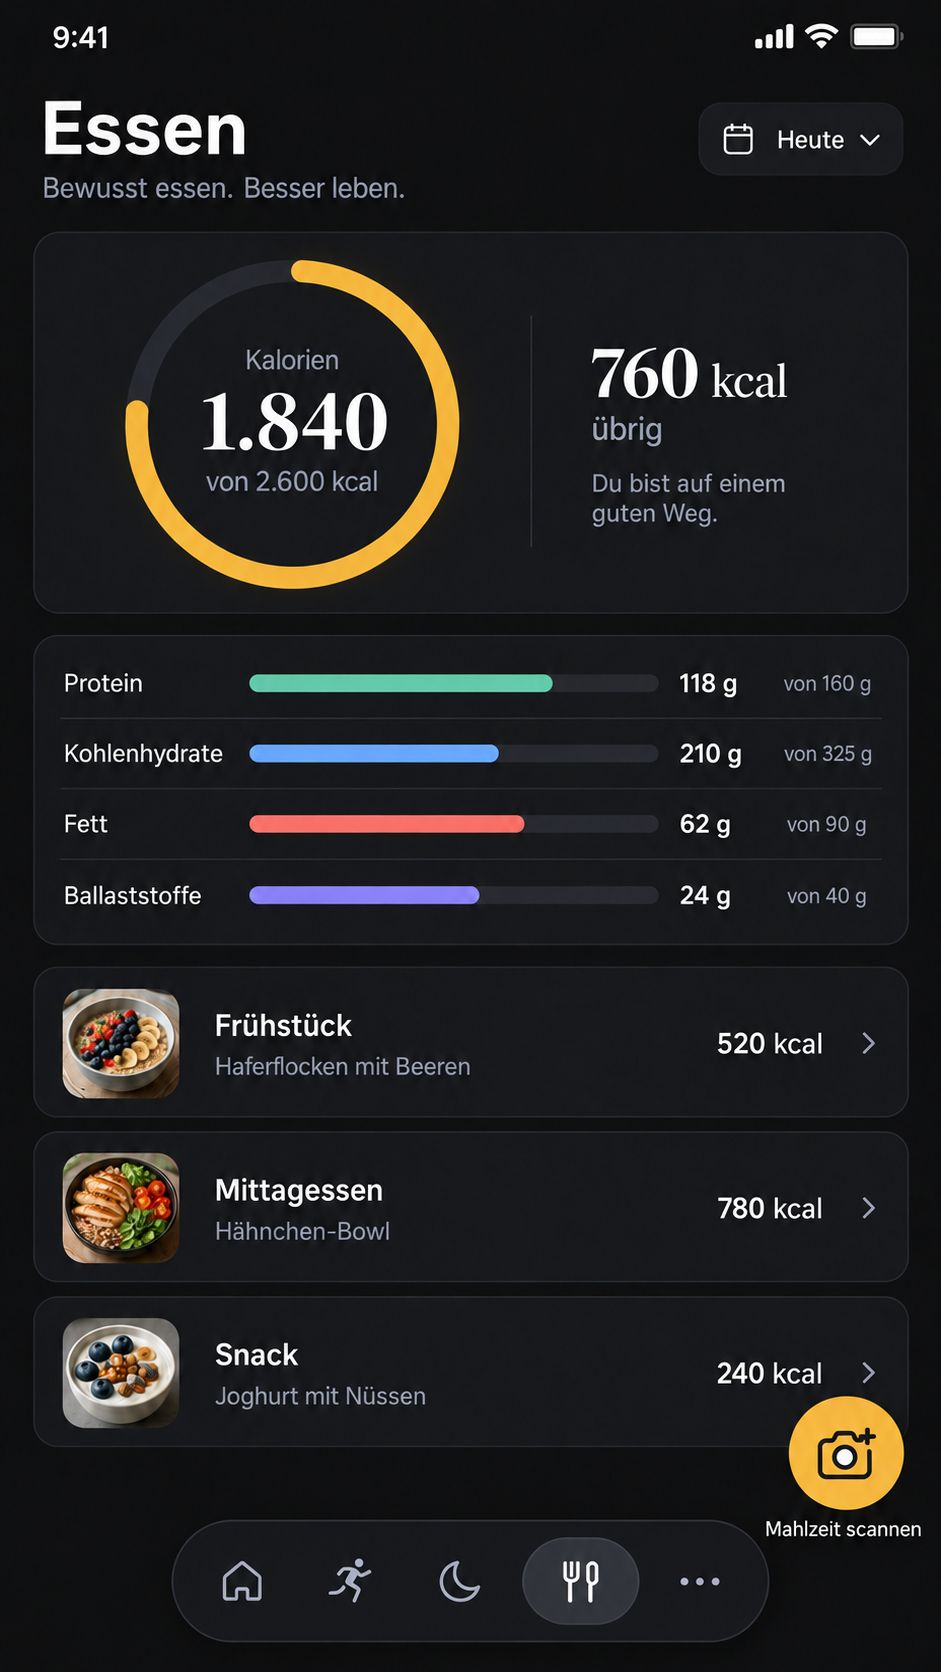 9:41
Essen
Heute
Bewusst essen. Besser leben.
Kalorien
1.840
von 2.600 kcal
760 kcal
übrig
Du bist auf einem
guten Weg.
Protein 118 g von 160 g
Kohlenhydrate 210 g von 325 g
Fett 62 g von 90 g
Ballaststoffe 24 g von 40 g
Frühstück
Haferflocken mit Beeren
520 kcal
Mittagessen
Hähnchen-Bowl
780 kcal
Snack
Joghurt mit Nüssen
240 kcal
Mahlzeit scannen